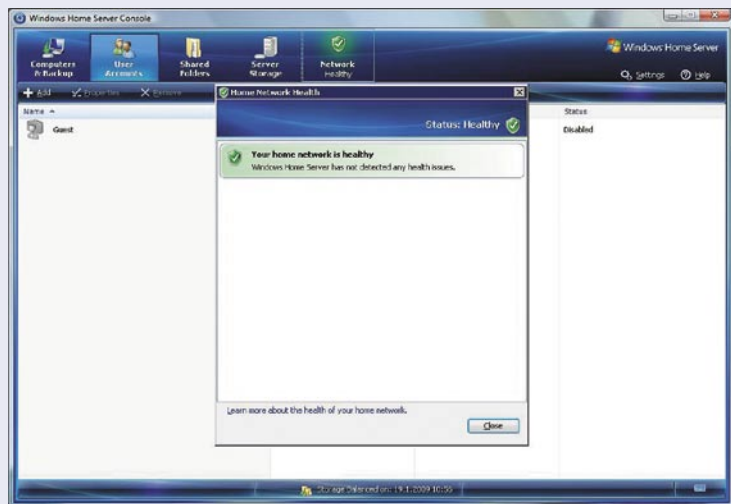 Windows Home Server Console
Computers & Backup
User Accounts
Shared Folders
Server Storage
Network
Healthy
Windows Home Server
Settings
Help
Add
Properties
Remove
Name
Status
Guest
Disabled
Home Network Health
Status: Healthy
Your home network is healthy
Windows Home Server has not detected any health issues.
Learn more about the health of your home network.
Close
Storage Balanced on: 19.1.2009 10:56